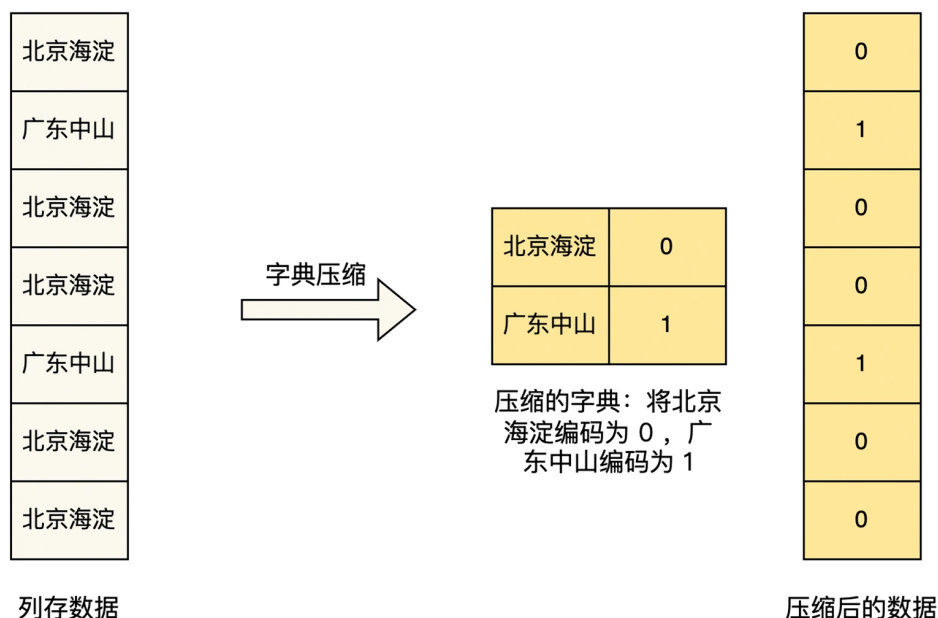 北京海淀
广东中山
北京海淀
北京海淀
广东中山
北京海淀
北京海淀
列存数据
字典压缩
北京海淀 0
广东中山 1
压缩的字典：将北京
海淀编码为 0 ，广
东中山编码为 1
0
1
0
0
1
0
0
压缩后的数据